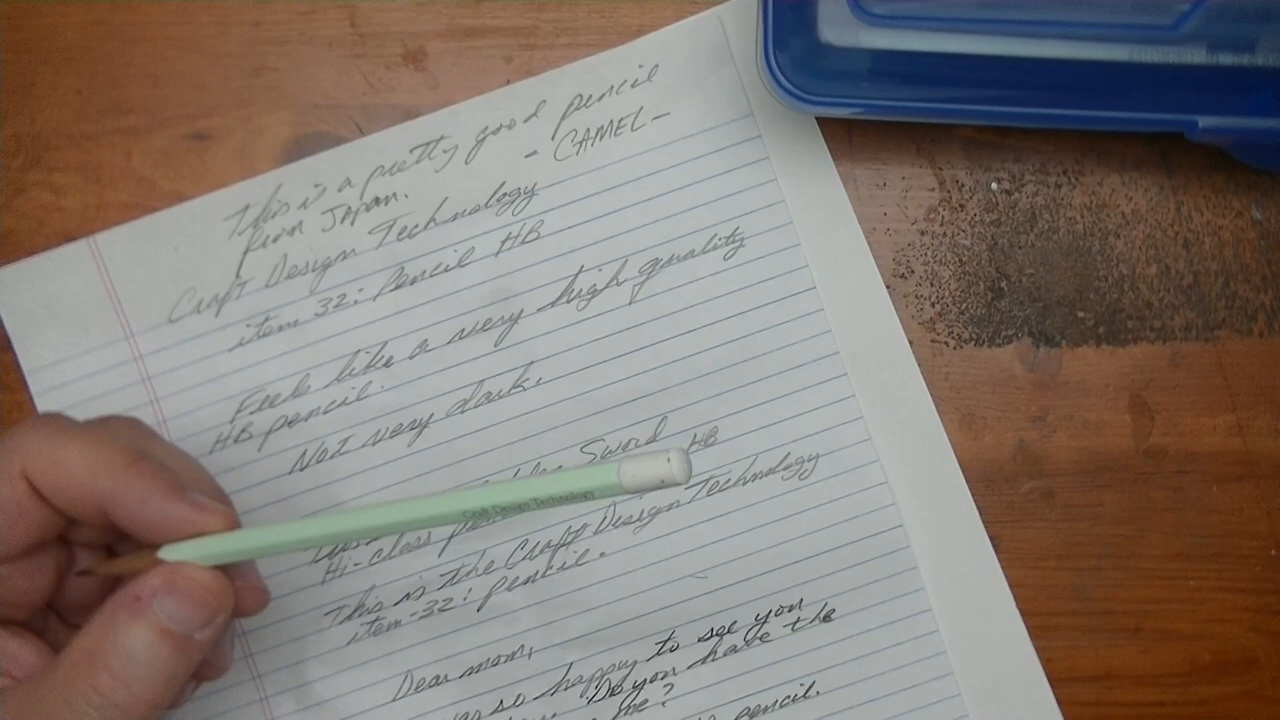 This is a pretty good pencil
from Japan. - CAMEL -
Craft Design Technology
item 32: Pencil HB
Feels like a very high quality
HB pencil.
Not very dark.
Sword HB
Hi-class
Craft Design Technology
This is the Craft Design Technology
item-32: pencil.
Dear mom,
so happy to see you
Do you have the
me?
pencil.